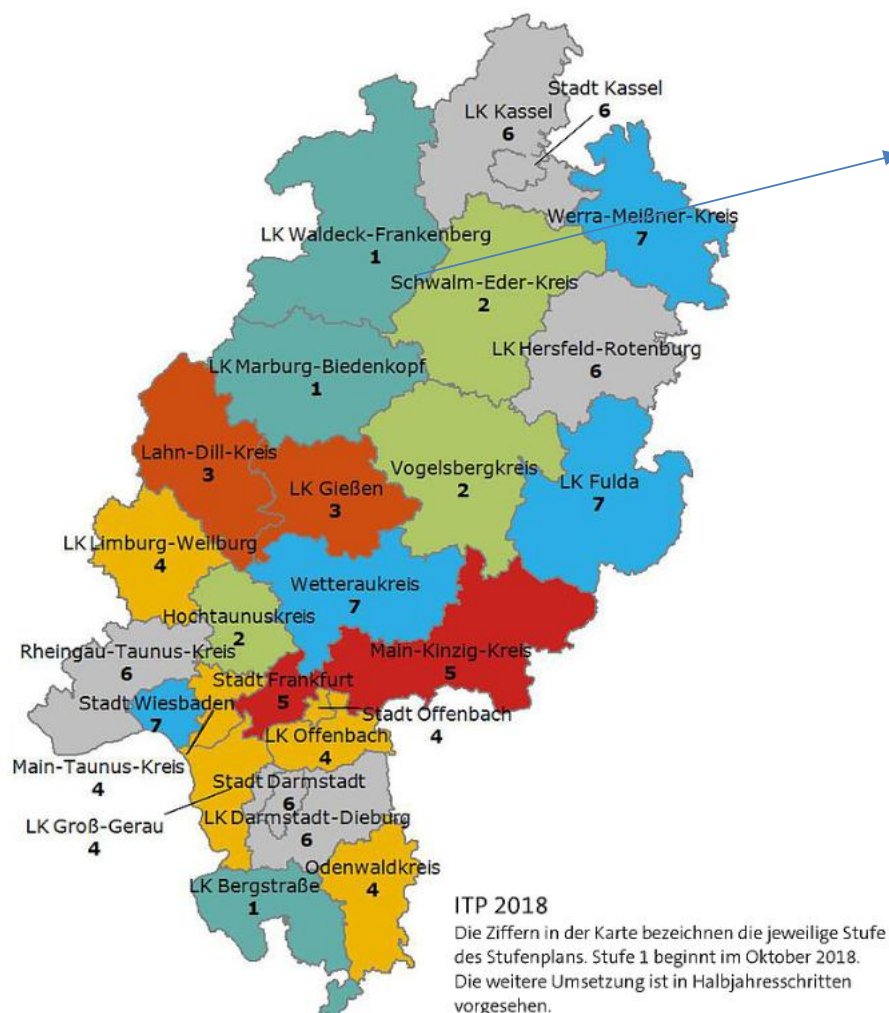 Stadt Kassel
6
LK Kassel
6
Werra-Meißner-Kreis
7
LK Waldeck-Frankenberg
1
Schwalm-Eder-Kreis
2
LK Hersfeld-Rotenburg
6
LK Marburg-Biedenkopf
1
Lahn-Dill-Kreis
3
LK Gießen
3
Vogelsbergkreis
2
LK Fulda
7
LK Limburg-Weilburg
4
Wetteraukreis
7
Hochtaunuskreis
2
Rheingau-Taunus-Kreis
6
Main-Kinzig-Kreis
5
Stadt Frankfurt
5
Stadt Wiesbaden
7
Stadt Offenbach
4
LK Offenbach
4
Main-Taunus-Kreis
4
Stadt Darmstadt
6
LK Groß-Gerau
4
LK Darmstadt-Dieburg
6
Odenwaldkreis
4
LK Bergstraße
1
ITP 2018
Die Ziffern in der Karte bezeichnen die jeweilige Stufe
des Stufenplans. Stufe 1 beginnt im Oktober 2018.
Die weitere Umsetzung ist in Halbjahresschritten
vorgesehen.